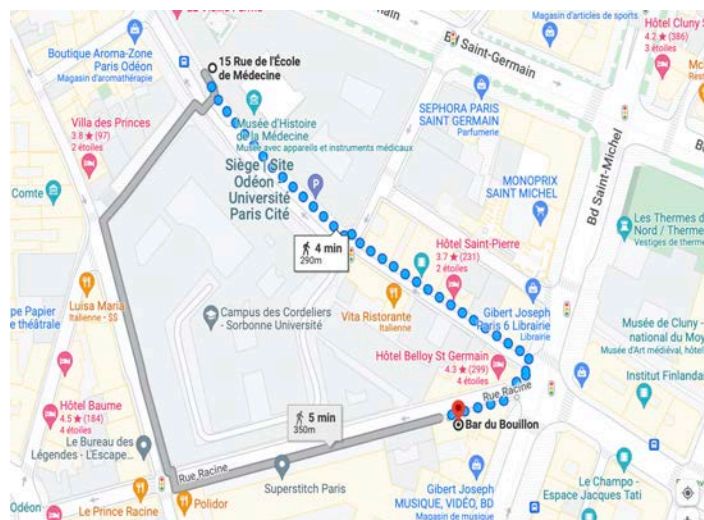 Boutique Aroma-Zone
Paris Odéon
Magasin d'aromathérapie
15 Rue de l'École
de Médecine
Bd Saint-Germain
Magasin d'articles de sports
Hôtel Cluny S
4.2 ★ (386)
3 étoiles
Villa des Princes
3.8 ★ (97)
2 étoiles
Musée d'Histoire
de la Médecine
Musée avec appareils et instruments médicaux
SEPHORA PARIS
SAINT GERMAIN
Parfumerie
Comte
Siège | Site
Odéon -
Université
Paris Cité
P
MONOPRIX
SAINT MICHEL
Bd Saint-Michel
Les Thermes d
Nord / Therme
Vestiges de therme
4 min
290m
Hôtel Saint-Pierre
3.7 ★ (231)
2 étoiles
Luisa Maria
Italienne - $$
pe Papier
e théâtrale
Campus des Cordeliers
- Sorbonne Université
Vita Ristorante
Italienne
Gibert Joseph
Paris 6 Librairie
Librairie
Musée de Cluny -
national du Moy
Musée d'Art médiéval, hôtel
Hôtel Belloy St Germain
4.3 ★ (299)
4 étoiles
Institut Finlandai
Rue Racine
Hôtel Baume
4.5 ★ (184)
4 étoiles
5 min
350m
Bar du Bouillon
Le Bureau des
Légendes - L'Escape...
Rue Racine
Superstitch Paris
Le Champo -
Espace Jacques Tati
Odéon
Le Prince Racine
Polidor
Gibert Joseph
MUSIQUE, VIDÉO, BD
Magasin de musique